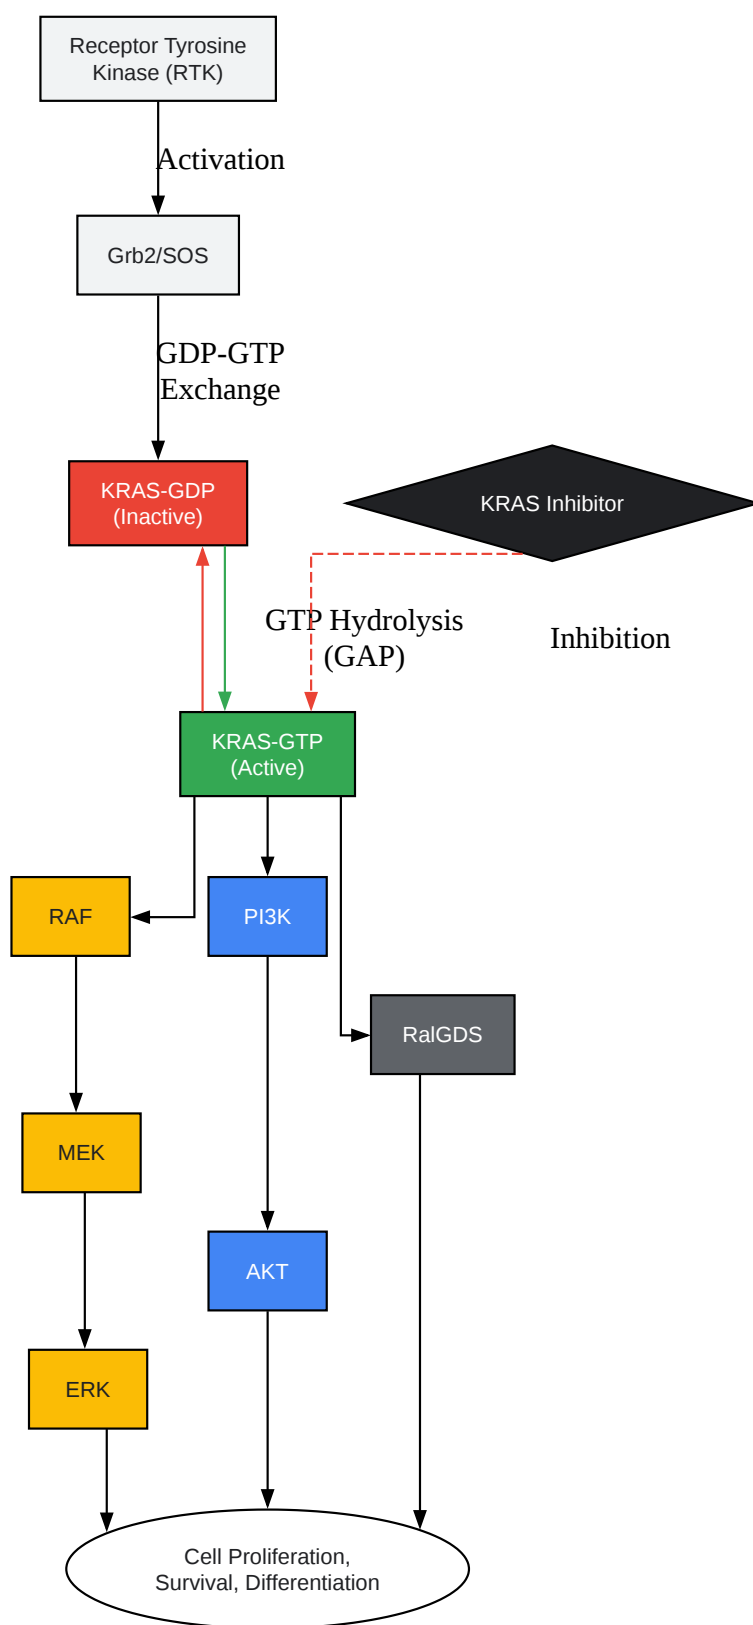 Receptor Tyrosine
Kinase (RTK)
Activation
Grb2/SOS
GDP-GTP
Exchange
KRAS-GDP
(Inactive)
KRAS Inhibitor
GTP Hydrolysis
(GAP)
Inhibition
KRAS-GTP
(Active)
RAF
PI3K
RalGDS
MEK
AKT
ERK
Cell Proliferation,
Survival, Differentiation